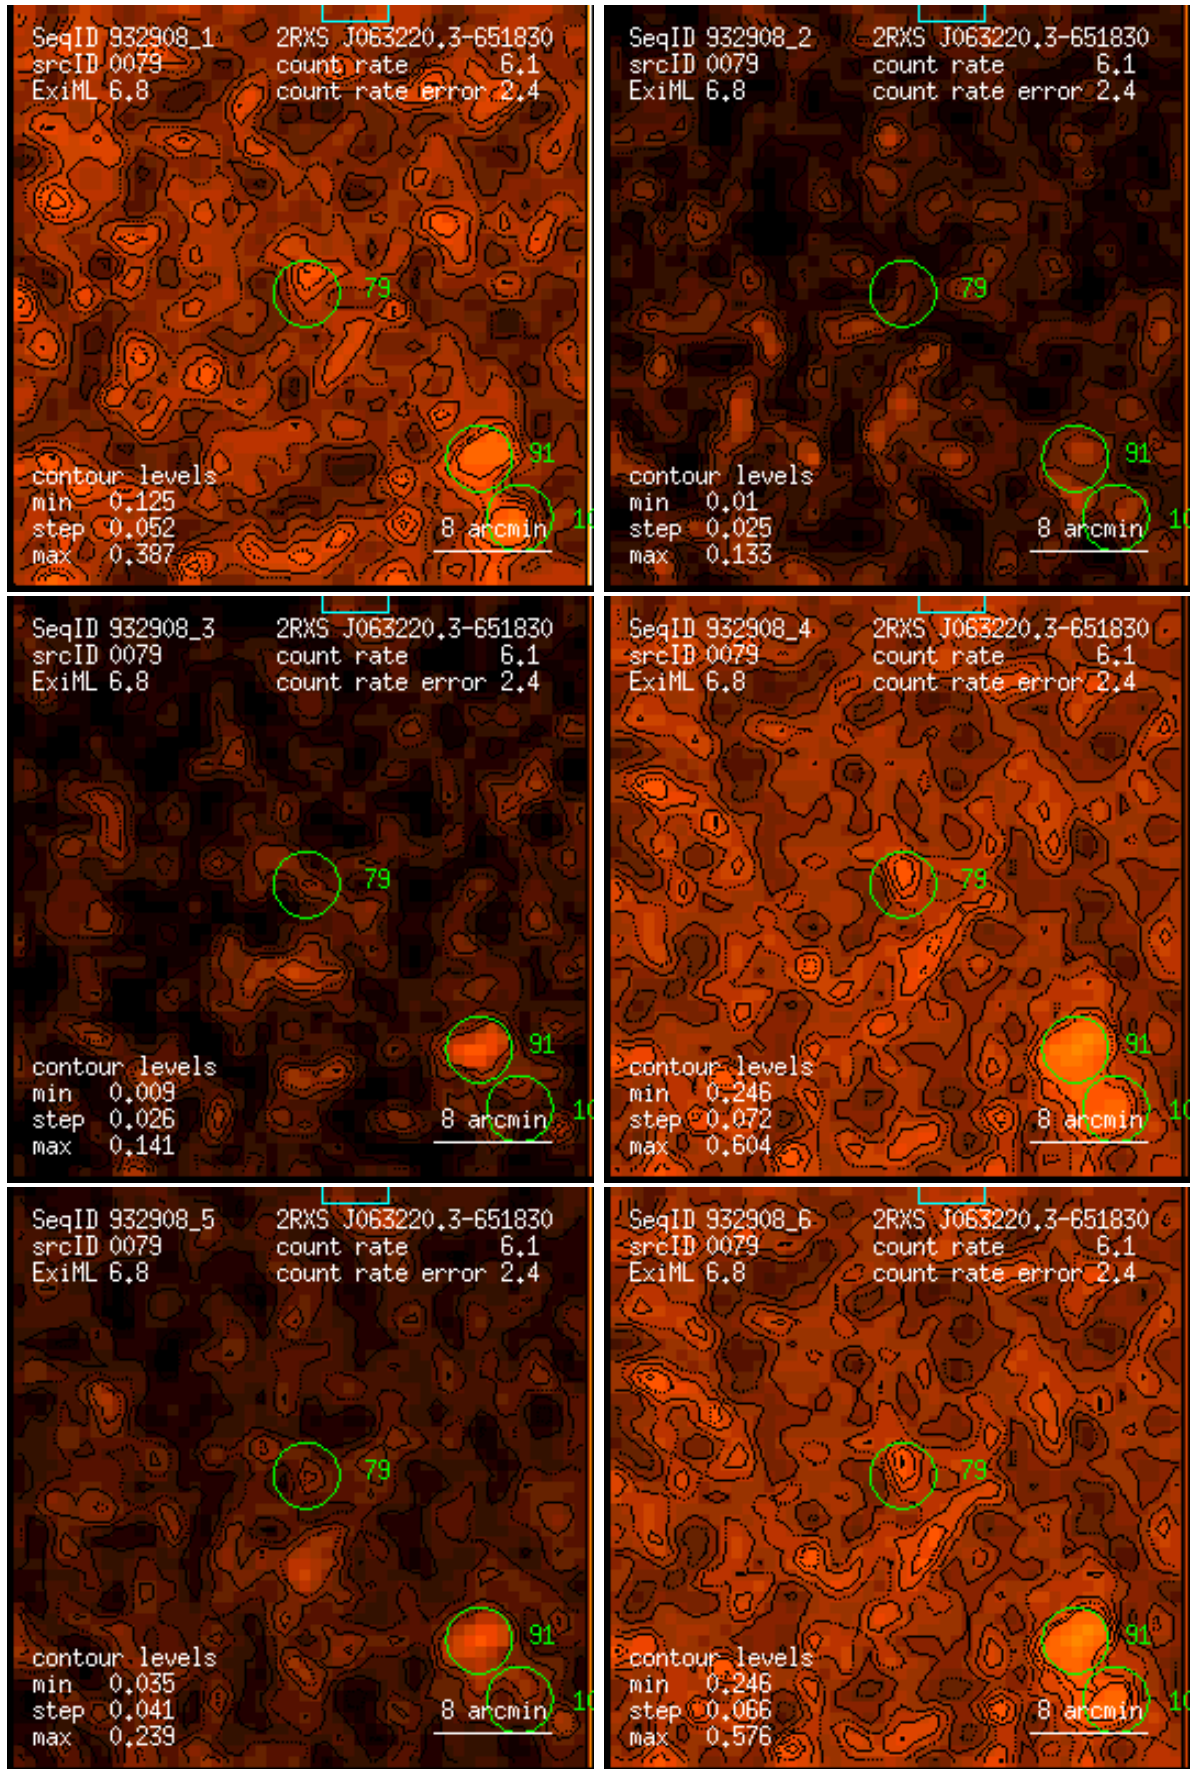 SeqID 932908_1 2RXS J063220.3-651830
srcID 0079 count rate 6.1
ExiML 6.8 count rate error 2.4
79
91
contour levels
min 0.125
step 0.052 8 arcmin 10
max 0.387
SeqID 932908_2 2RXS J063220.3-651830
srcID 0079 count rate 6.1
ExiML 6.8 count rate error 2.4
79
91
contour levels
min 0.01
step 0.025 8 arcmin 10
max 0.133
SeqID 932908_3 2RXS J063220.3-651830
srcID 0079 count rate 6.1
ExiML 6.8 count rate error 2.4
79
91
contour levels
min 0.009 10
step 0.026 8 arcmin
max 0.141
SeqID 932908_4 2RXS J063220.3-651830
srcID 0079 count rate 6.1
ExiML 6.8 count rate error 2.4
79
91
contour levels
min 0.246 10
step 0.072 8 arcmin
max 0.604
SeqID 932908_5 2RXS J063220.3-651830
srcID 0079 count rate 6.1
ExiML 6.8 count rate error 2.4
79
91
contour levels
min 0.035 10
step 0.041 8 arcmin
max 0.239
SeqID 932908_6 2RXS J063220.3-651830
srcID 0079 count rate 6.1
ExiML 6.8 count rate error 2.4
79
91
contour levels
min 0.246 10
step 0.066 8 arcmin
max 0.576